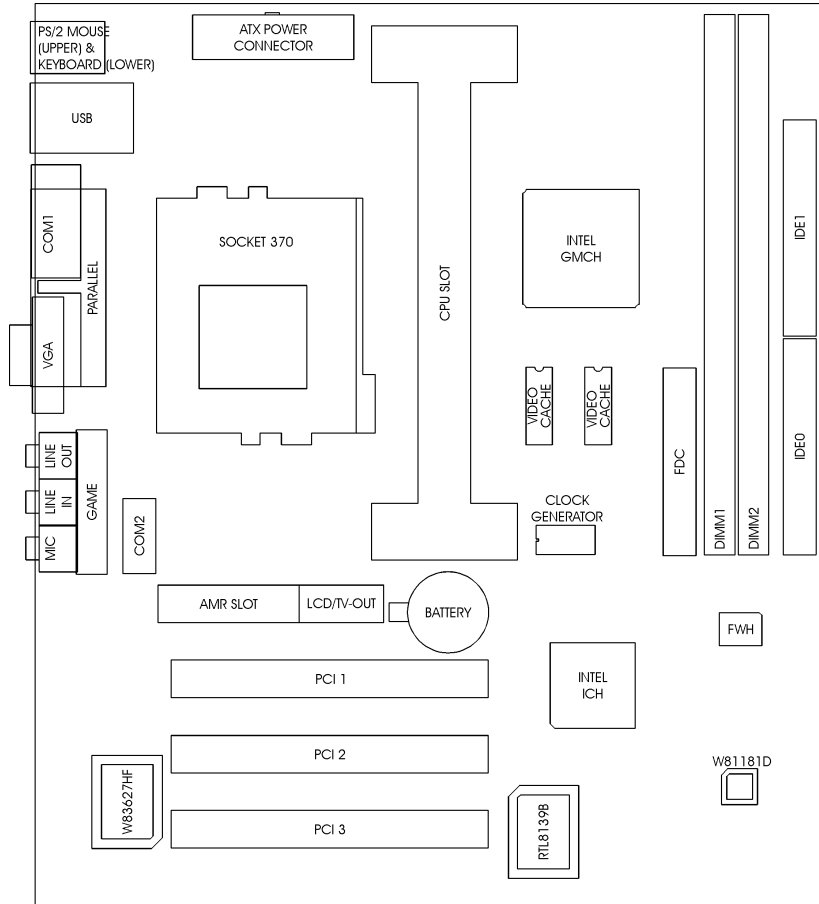 PS/2 MOUSE
(UPPER) &
KEYBOARD (LOWER)
ATX POWER
CONNECTOR
USB
COM1
PARALLEL
VGA
SOCKET 370
CPU SLOT
INTEL
GMCH
IDE1
VIDEO
CACHE
VIDEO
CACHE
FDC
DIMM1
DIMM2
IDE0
LINE
OUT
LINE
IN
MIC
GAME
COM2
CLOCK
GENERATOR
AMR SLOT
LCD/TV-OUT
BATTERY
FWH
PCI 1
INTEL
ICH
PCI 2
W81181D
W83627HF
PCI 3
RTL8139B